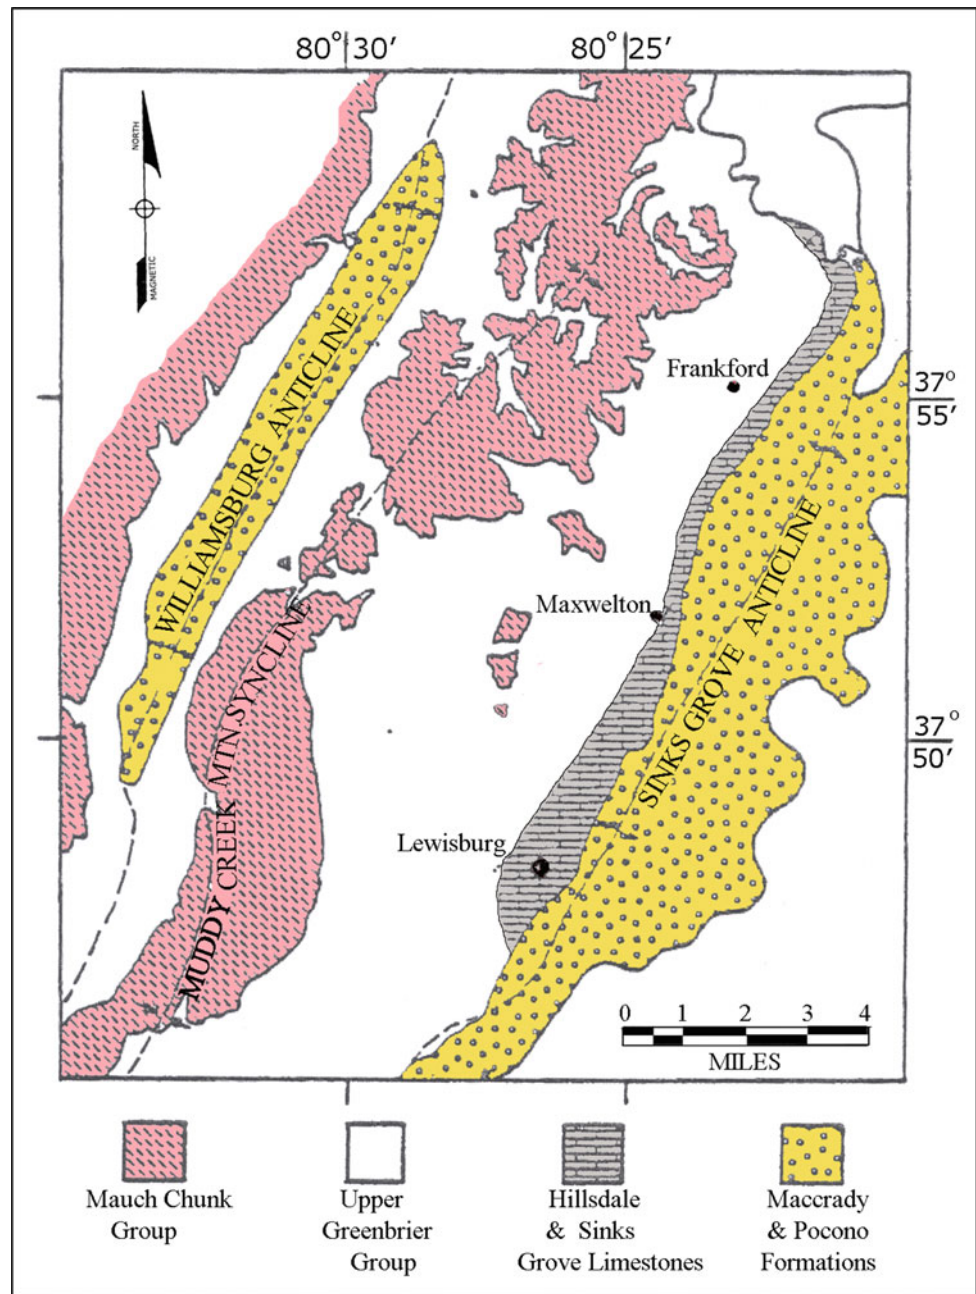 80°30′ 80°25′
NORTH
MAGNETIC
WILLIAMSBURG ANTICLINE
Frankford
37°
55′
MUDDY CREEK MTN. SYNCLINE
Maxwelton
SINKS GROVE ANTICLINE
37°
50′
Lewisburg
0 1 2 3 4
MILES
Mauch Chunk
Group
Upper
Greenbrier
Group
Hillsdale
& Sinks
Grove Limestones
Maccrady
& Pocono
Formations